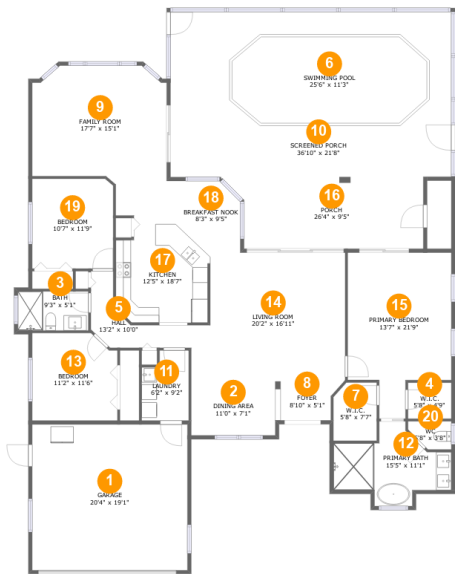 6
SWIMMING POOL
25'6" x 11'3"
9
FAMILY ROOM
17'7" x 15'1"
10
SCREENED PORCH
36'10" x 21'8"
16
PORCH
26'4" x 9'5"
18
BREAKFAST NOOK
8'3" x 9'5"
19
BEDROOM
10'7" x 11'9"
17
KITCHEN
12'5" x 18'7"
3
BATH
9'3" x 5'1"
5
HALL
13'2" x 10'0"
14
LIVING ROOM
20'2" x 16'11"
15
PRIMARY BEDROOM
13'7" x 21'9"
13
BEDROOM
11'2" x 11'6"
11
LAUNDRY
6'2" x 9'2"
2
DINING AREA
11'0" x 7'1"
8
FOYER
8'10" x 5'1"
7
W.I.C.
5'8" x 7'7"
4
W.I.C.
20
12
PRIMARY BATH
15'5" x 11'1"
1
GARAGE
20'4" x 19'1"